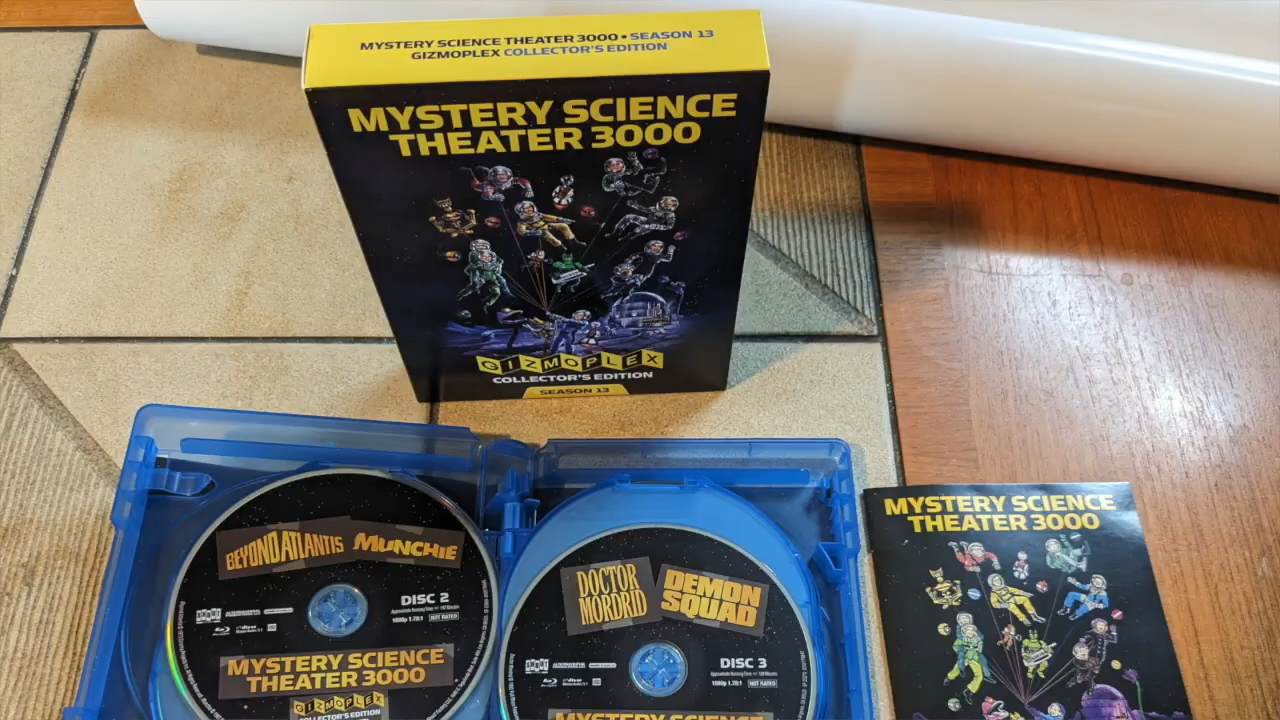 MYSTERY SCIENCE THEATER 3000 • SEASON 13
GIZMOPLEX COLLECTOR'S EDITION
MYSTERY SCIENCE
THEATER 3000
GIZMOPLEX
COLLECTOR'S EDITION
SEASON 13
BEYOND ATLANTIS
MUNCHIE
DISC 2
1080p 1.78:1 NOT RATED
MYSTERY SCIENCE
THEATER 3000
GIZMOPLEX
COLLECTOR'S EDITION
DOCTOR
MORDRID
DEMON
SQUAD
DISC 3
1080p 1.78:1 NOT RATED
MYSTERY SCIENCE
MYSTERY SCIENCE
THEATER 3000